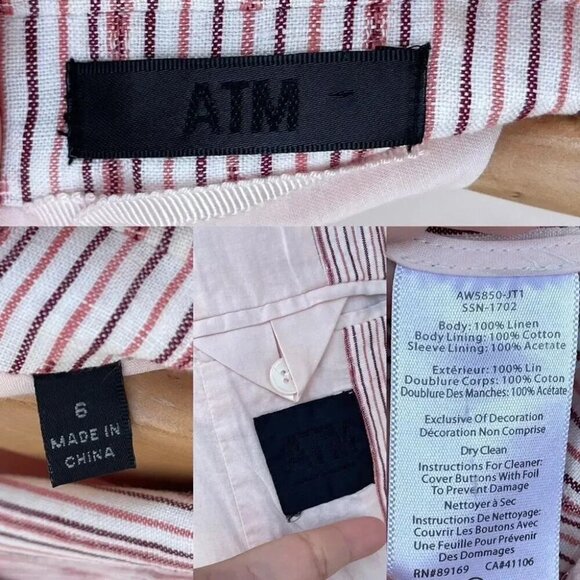 ATM
6
MADE IN
CHINA
ATM
AW5850-JT1
SSN-1702
Body: 100% Linen
Body Lining: 100% Cotton
Sleeve Lining: 100% Acetate
Extérieur: 100% Lin
Doublure Corps: 100% Coton
Doublure Des Manches: 100% Acétate
Exclusive Of Decoration
Décoration Non Comprise
Dry Clean
Instructions For Cleaner:
Cover Buttons With Foil
To Prevent Damage
Nettoyer à Sec
Instructions De Nettoyage:
Couvrir Les Boutons Avec
Une Feuille Pour Prévenir
Des Dommages
RN#89169 CA#41106